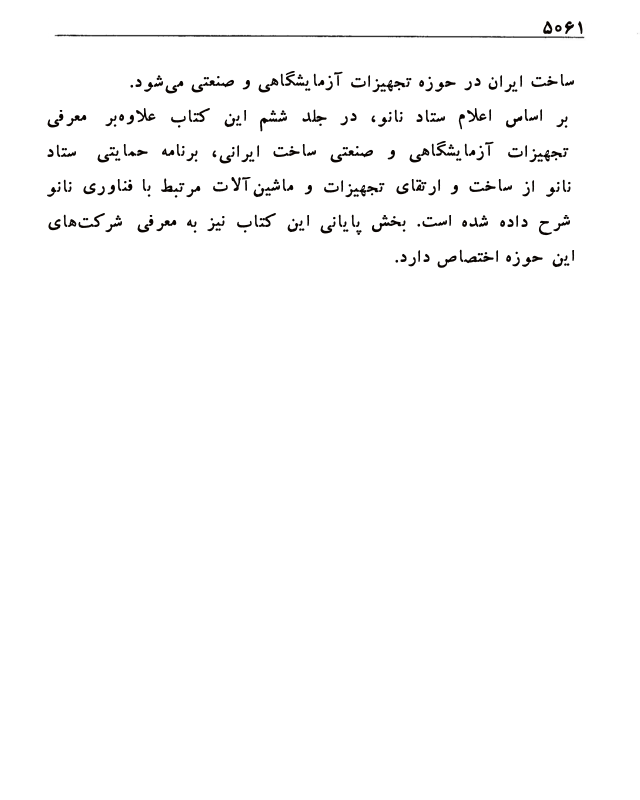 ۵۰۶۱
ساخت ایران در حوزه تجهیزات آزمایشگاهی و صنعتی می‌شود.
بر اساس اعلام ستاد نانو، در جلد ششم این کتاب علاوه‌بر معرفی
تجهیزات آزمایشگاهی و صنعتی ساخت ایرانی، برنامه حمایتی ستاد
نانو از ساخت و ارتقای تجهیزات و ماشین‌آلات مرتبط با فناوری نانو
شرح داده شده است. بخش پایانی این کتاب نیز به معرفی شرکت‌های
این حوزه اختصاص دارد.